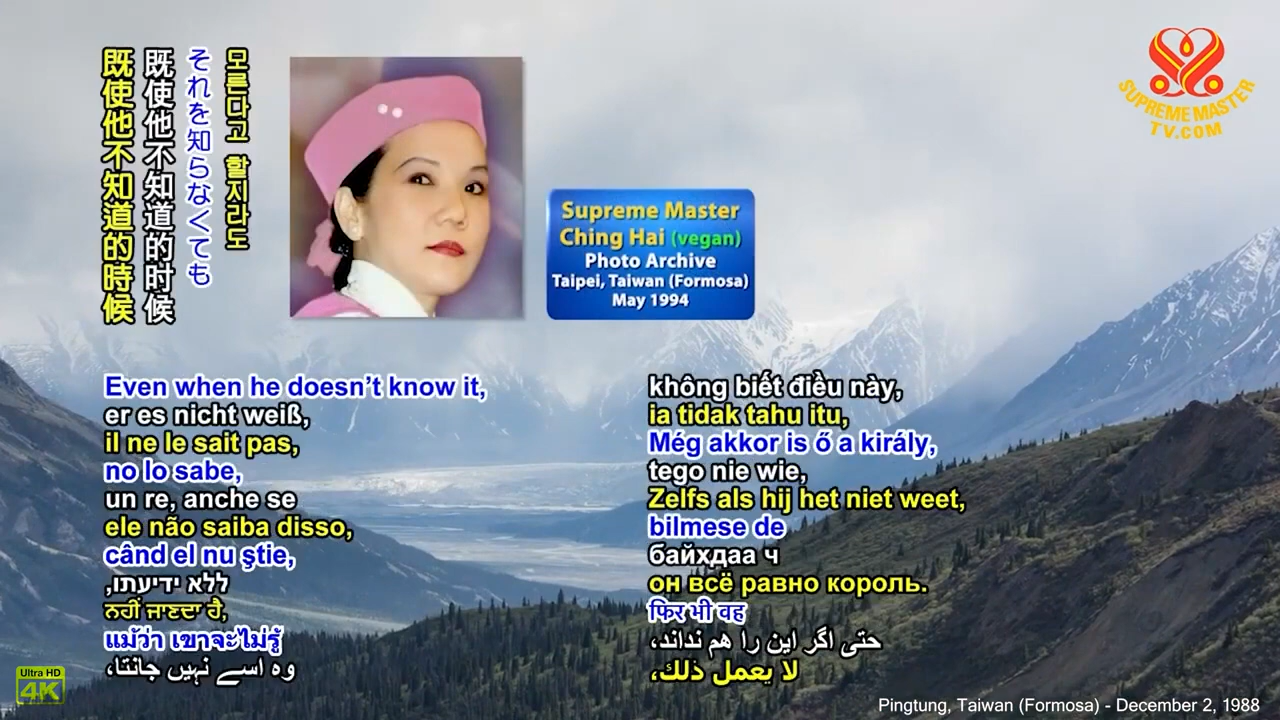 모른다고 할지라도
それを知らなくても
既使他不知道的时候
既使他不知道的時候
SUPREME MASTER
TV.COM
Supreme Master
Ching Hai (vegan)
Photo Archive
Taipei, Taiwan (Formosa)
May 1994
Even when he doesn’t know it,
er es nicht weiß,
il ne le sait pas,
no lo sabe,
un re, anche se
ele não saiba disso,
când el nu ştie,
ללא ידיעתו,
ਨਹੀਂ ਜਾਣਦਾ ਹੈ,
แม้ว่า เขาจะไม่รู้
وہ اسے نہیں جانتا،
không biết điều này,
ia tidak tahu itu,
Még akkor is ő a király,
tego nie wie,
Zelfs als hij het niet weet,
bilmese de
байхдаа ч
он всё равно король.
फिर भी वह
حتی اگر این را هم نداند،
لا يعمل ذلك،
Ultra HD
4K
Pingtung, Taiwan (Formosa) - December 2, 1988